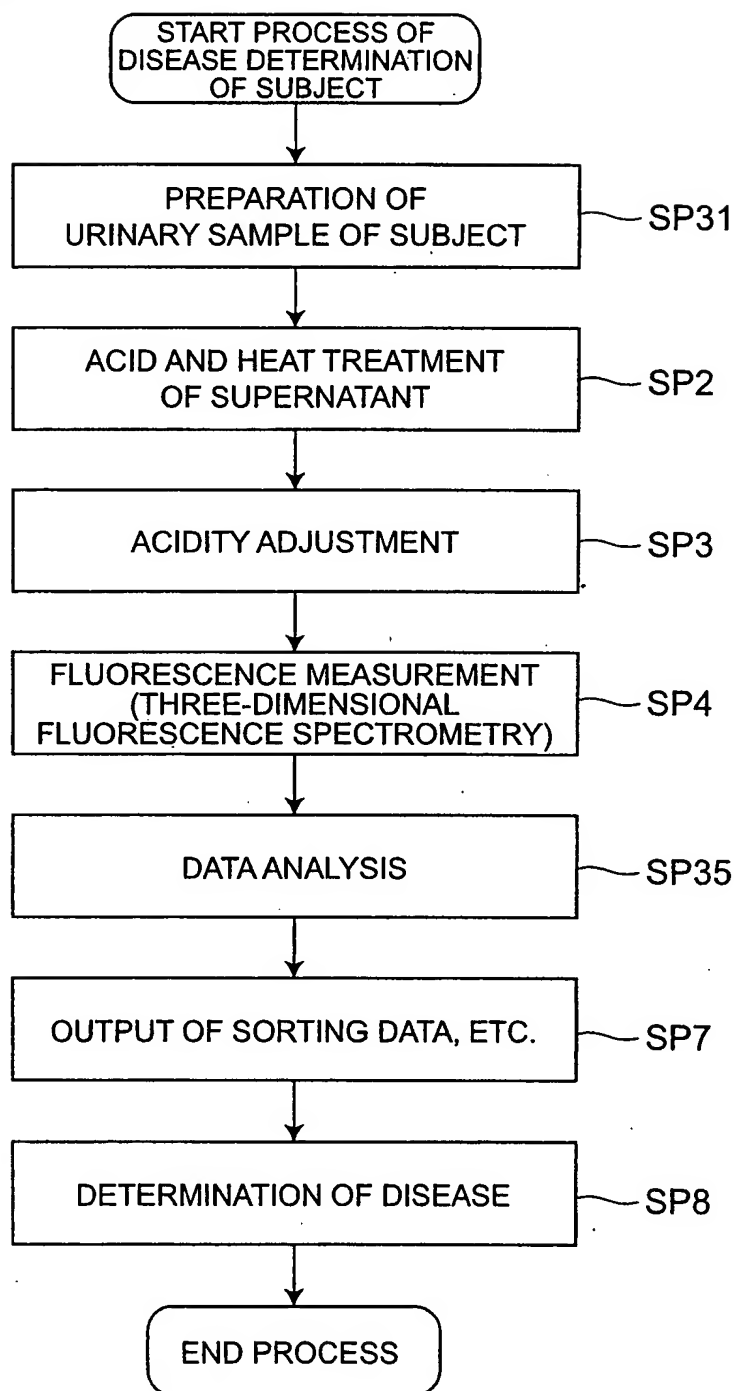 START PROCESS OF
DISEASE DETERMINATION
OF SUBJECT
PREPARATION OF
URINARY SAMPLE OF SUBJECT
SP31
ACID AND HEAT TREATMENT
OF SUPERNATANT
SP2
ACIDITY ADJUSTMENT
SP3
FLUORESCENCE MEASUREMENT
(THREE-DIMENSIONAL
FLUORESCENCE SPECTROMETRY)
SP4
DATA ANALYSIS
SP35
OUTPUT OF SORTING DATA, ETC.
SP7
DETERMINATION OF DISEASE
SP8
END PROCESS